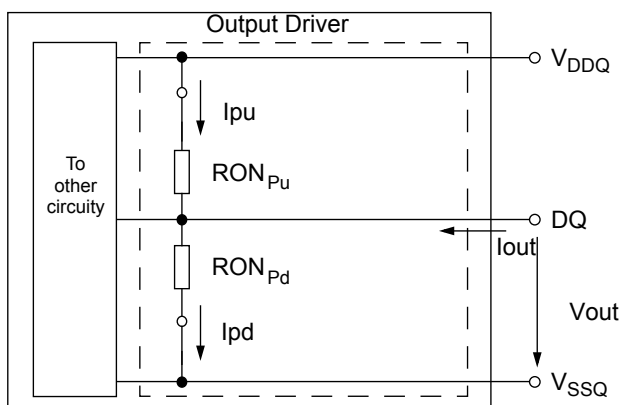 Output Driver
VDDQ
Ipu
To
other
circuity
RONPu
DQ
Iout
RONPd
Vout
Ipd
VSSQ